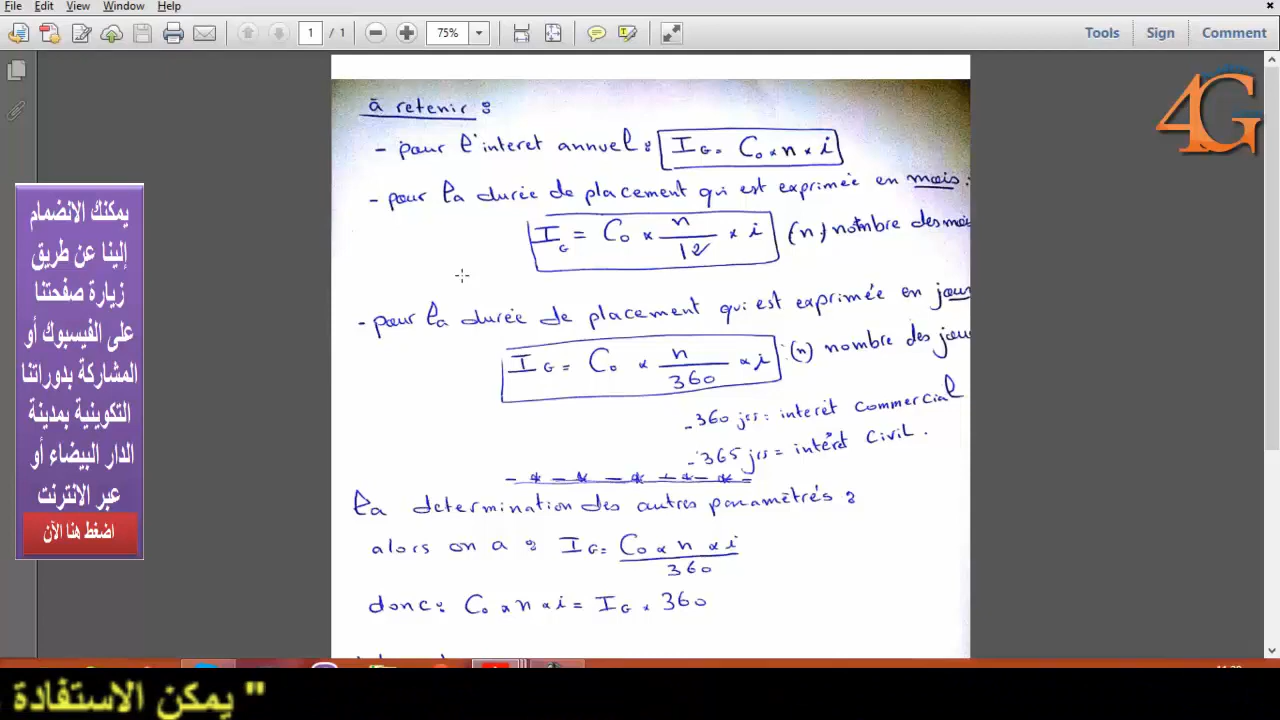 File Edit View Window Help
1 / 1 75% Tools Sign Comment
4G
à retenir :
- pour l'interet annuel : IG = C0 × n × i
- pour la durée de placement qui est exprimée en mois :
IG = C0 × n/12 × i (n) nombre des mois
- pour la durée de placement qui est exprimée en jour
IG = C0 × n/360 × i : (n) nombre des jou
- 360 jrs : interêt commercial
- 365 jrs = interêt Civil.
- * - * - * - * - * -
la determination des autres paramètrés :
alors on a : IG = C0 × n × i / 360
donc : C0 × n × i = IG × 360
يمكنك الانضمام
إلينا عن طريق
زيارة صفحتنا
على الفيسبوك أو
المشاركة بدوراتنا
التكوينية بمدينة
الدار البيضاء أو
عبر الانترنت
اضغط هنا الآن
" يمكن الاستفادة